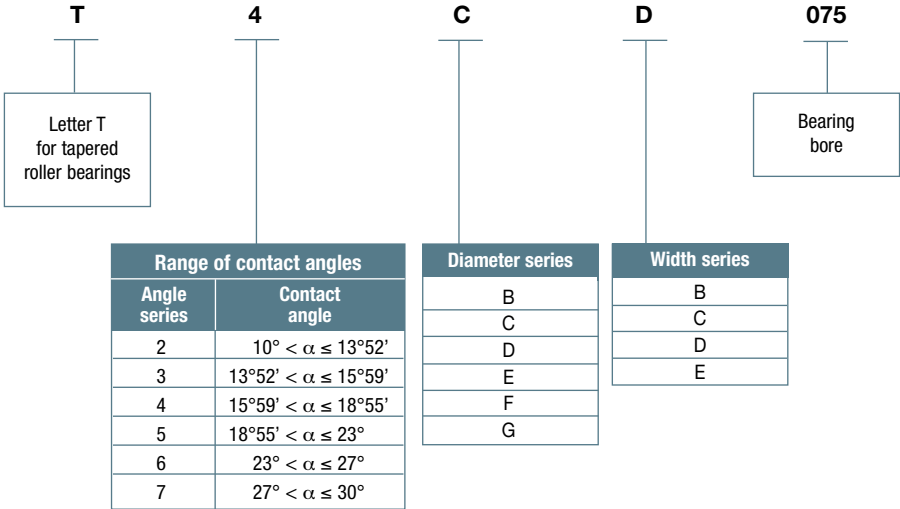 T 4 C D 075
Letter T
for tapered
roller bearings
Bearing
bore
Range of contact angles
Angle
series
Contact
angle
2 10° < α ≤ 13°52’
3 13°52’ < α ≤ 15°59’
4 15°59’ < α ≤ 18°55’
5 18°55’ < α ≤ 23°
6 23° < α ≤ 27°
7 27° < α ≤ 30°
Diameter series
B
C
D
E
F
G
Width series
B
C
D
E